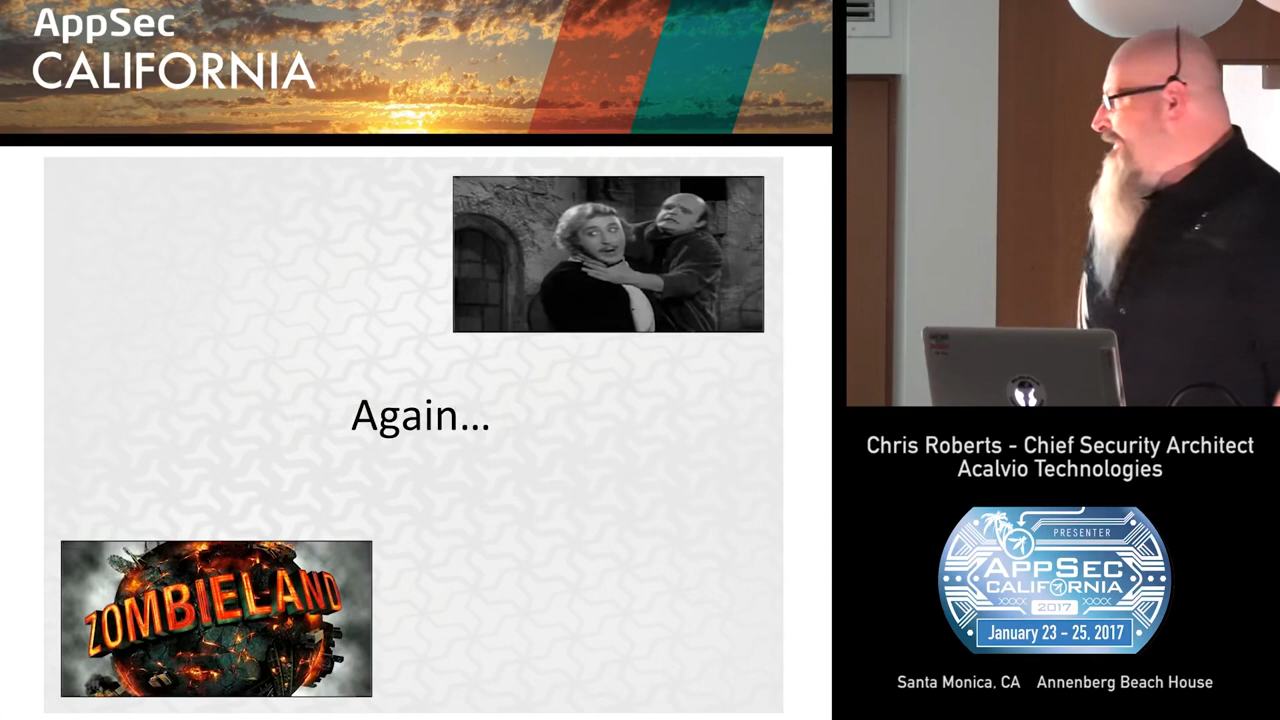 AppSec
CALIFORNIA
Again...
ZOMBIELAND
Chris Roberts - Chief Security Architect
Acalvio Technologies
PRESENTER
APPSEC
CALIFORNIA
2017
January 23 - 25, 2017
Santa Monica, CA Annenberg Beach House